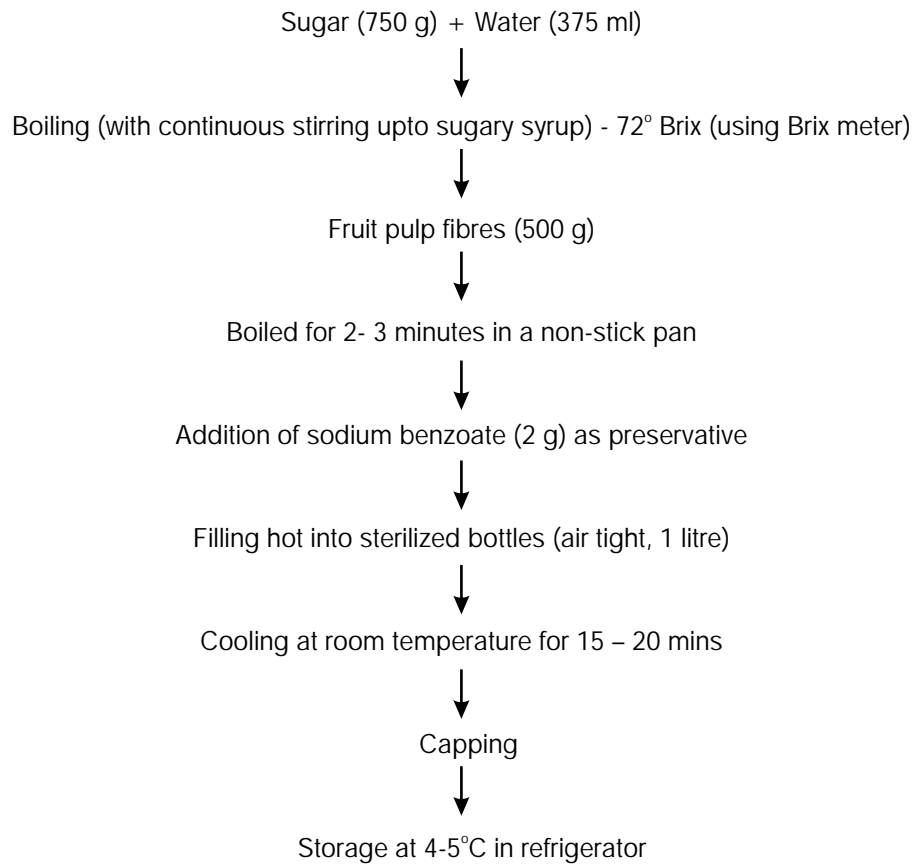 Sugar (750 g) + Water (375 ml)
Boiling (with continuous stirring upto sugary syrup) - 72° Brix (using Brix meter)
Fruit pulp fibres (500 g)
Boiled for 2- 3 minutes in a non-stick pan
Addition of sodium benzoate (2 g) as preservative
Filling hot into sterilized bottles (air tight, 1 litre)
Cooling at room temperature for 15 – 20 mins
Capping
Storage at 4-5°C in refrigerator